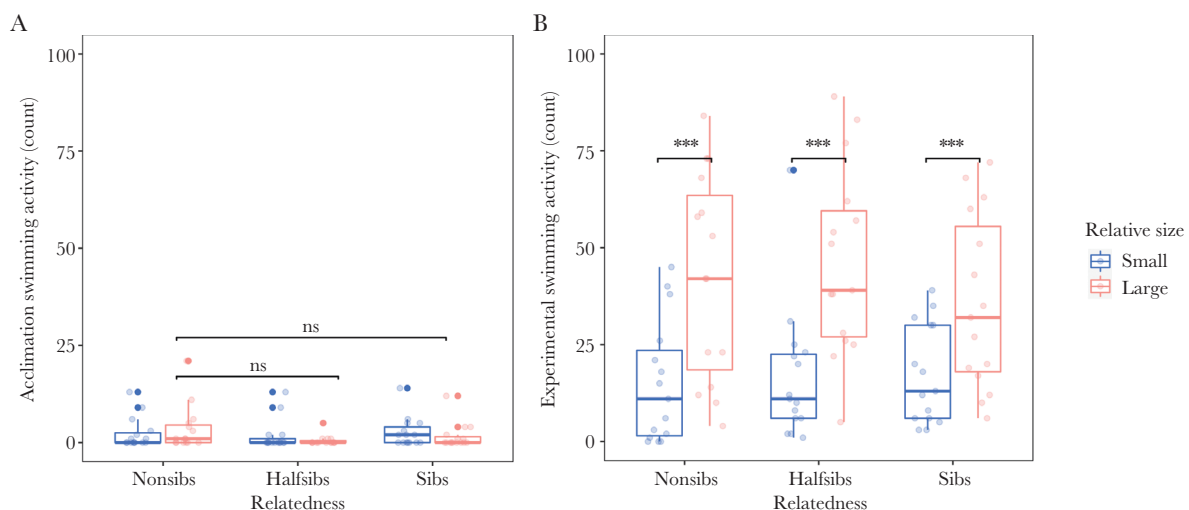 A
Acclimation swimming activity (count)
100
75
50
25
0
ns
ns
Nonsibs
Halfsibs
Sibs
Relatedness
B
Experimental swimming activity (count)
100
75
50
25
0
***
***
***
Nonsibs
Halfsibs
Sibs
Relatedness
Relative size
Small
Large